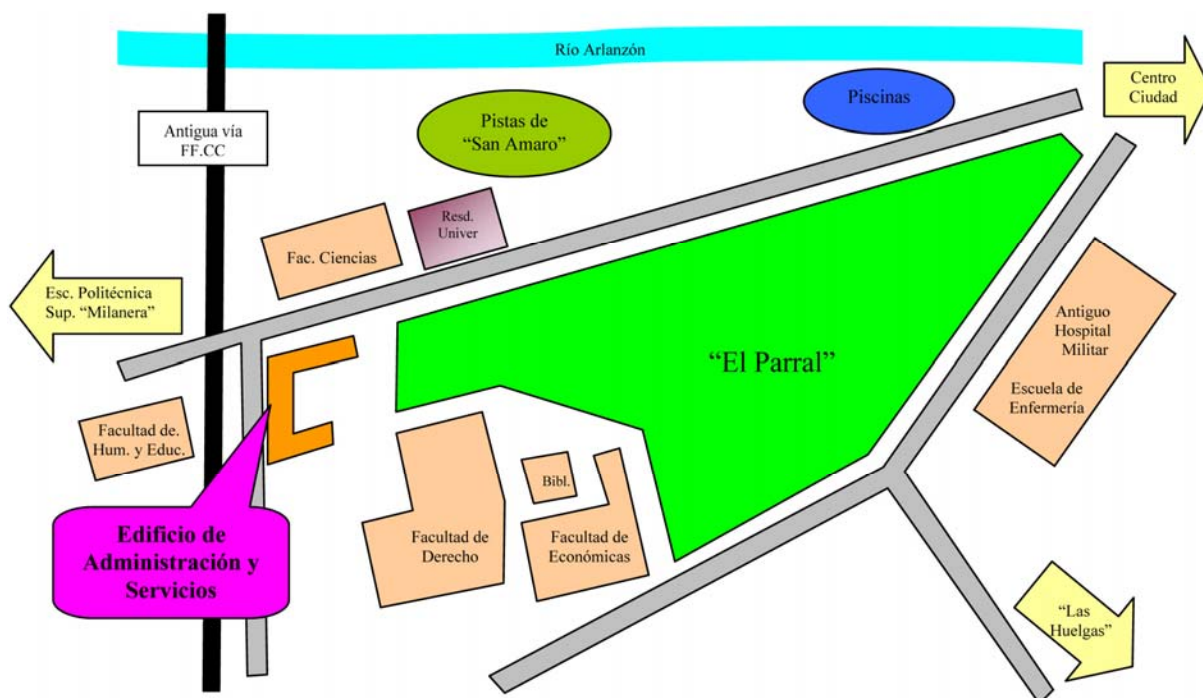 Río Arlanzón
Centro
Ciudad
Piscinas
Antigua vía
FF.CC
Pistas de
“San Amaro”
Resd.
Univer
Fac. Ciencias
Esc. Politécnica
Sup. “Milanera”
Antiguo
Hospital
Militar
Escuela de
Enfermería
“El Parral”
Facultad de.
Hum. y Educ.
Bibl.
Edificio de
Administración y
Servicios
Facultad de
Derecho
Facultad de
Económicas
“Las
Huelgas”